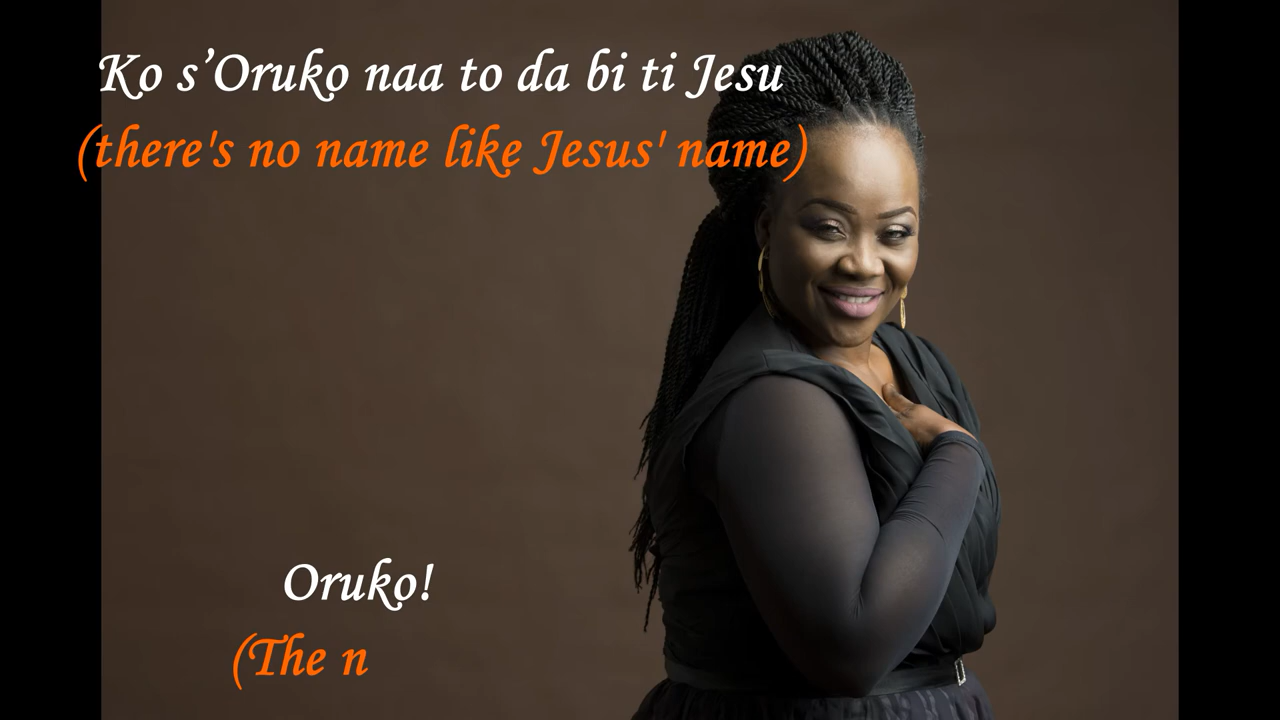 Ko s’Oruko naa to da bi ti Jesu
(there's no name like Jesus' name)
Oruko!
(The n